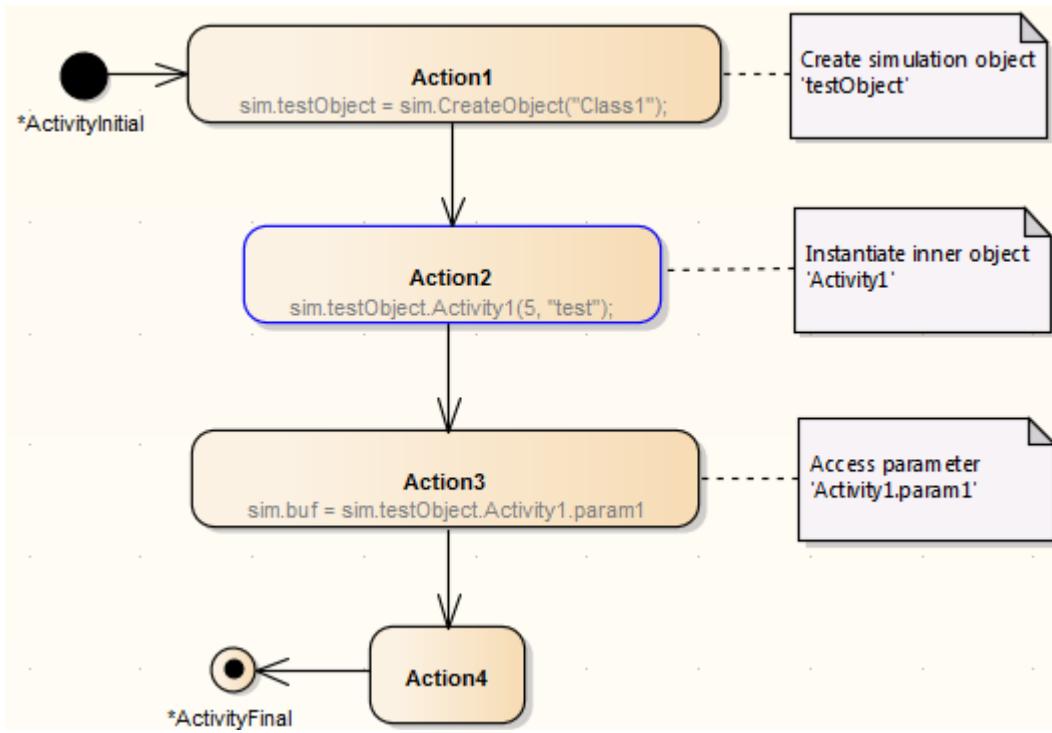 *ActivityInitial
Action1
sim.testObject = sim.CreateObject("Class1");
Create simulation object
'testObject'
Action2
sim.testObject.Activity1(5, "test");
Instantiate inner object
'Activity1'
Action3
sim.buf = sim.testObject.Activity1.param1
Access parameter
'Activity1.param1'
Action4
*ActivityFinal